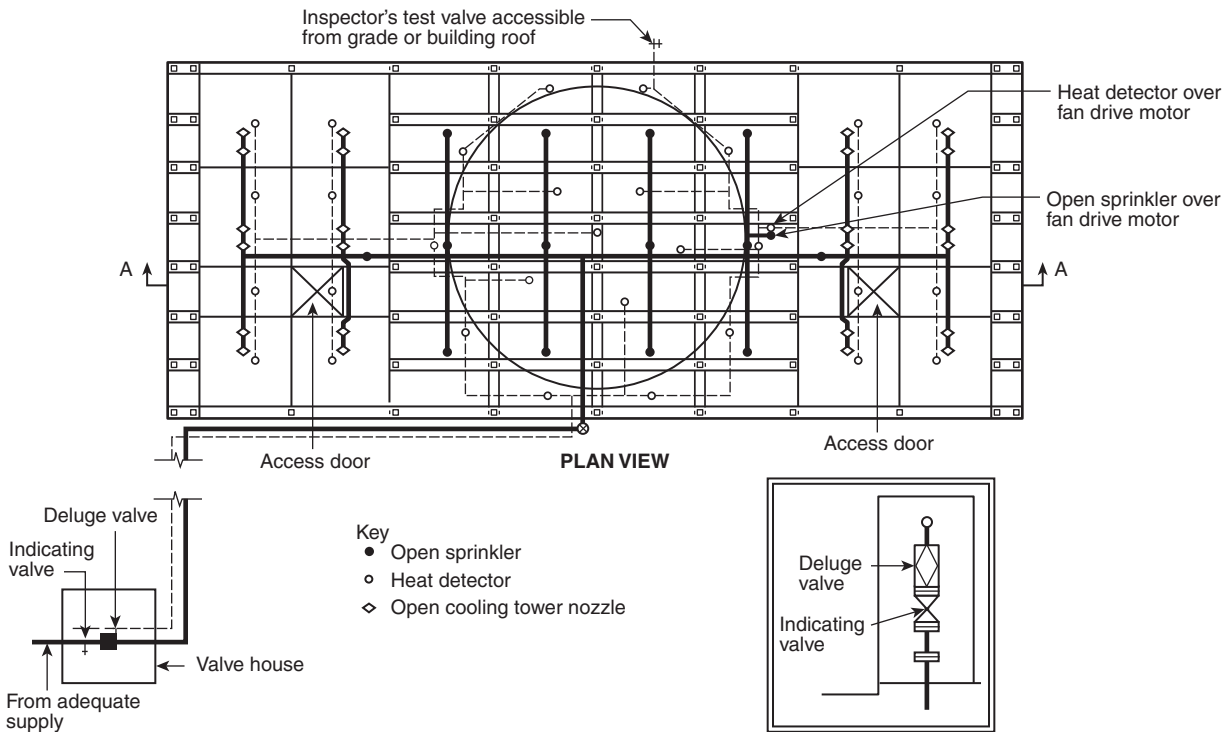 Inspector's test valve accessible
from grade or building roof
Heat detector over
fan drive motor
Open sprinkler over
fan drive motor
A
A
Access door
PLAN VIEW
Access door
Deluge valve
Indicating
valve
Valve house
From adequate
supply
Key
Open sprinkler
Heat detector
Open cooling tower nozzle
Deluge
valve
Indicating
valve